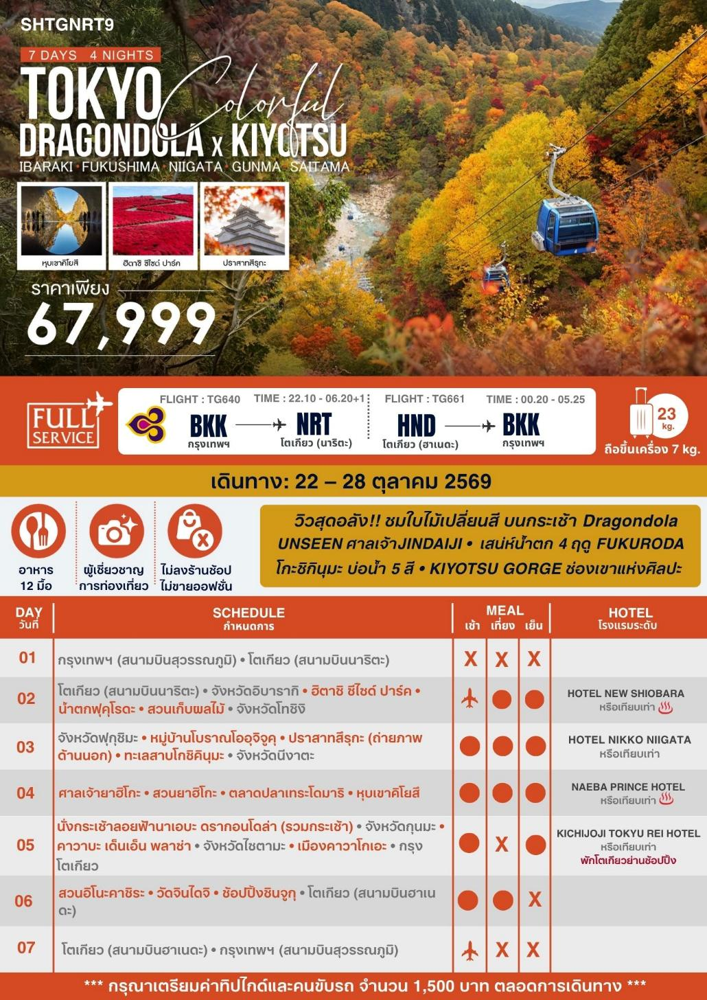 SHTGNRT9
7 DAYS 4 NIGHTS
TOKYO Colorful
DRAGONDOLA x KIYOTSU
IBARAKI • FUKUSHIMA • NIIGATA • GUNMA • SAITAMA
หุบเขาคิโยสึ
ฮิตาชิ ซีไซด์ ปาร์ค
ปราสาทสึรุกะ
ราคาเพียง
67,999
FULL SERVICE
FLIGHT : TG640 TIME : 22.10 - 06.20+1
BKK NRT
กรุงเทพฯ โตเกียว (นาริตะ)
FLIGHT : TG661 TIME : 00.20 - 05.25
HND BKK
โตเกียว (ฮาเนดะ) กรุงเทพฯ
23 kg.
ถือขึ้นเครื่อง 7 kg.
เดินทาง: 22 – 28 ตุลาคม 2569
อาหาร
12 มื้อ
ผู้เชี่ยวชาญ
การท่องเที่ยว
ไม่ลงร้านช้อป
ไม่ขายออฟชั่น
วิวสุดอลัง!! ชมใบไม้เปลี่ยนสี บนกระเช้า Dragondola
UNSEEN ศาลเจ้าJINDAIJI • เสน่ห์น้ำตก 4 ฤดู FUKURODA
โกะชิกินุมะ บ่อน้ำ 5 สี • KIYOTSU GORGE ช่องเขาแห่งศิลปะ
DAY SCHEDULE MEAL HOTEL
วันที่ กำหนดการ เช้า เที่ยง เย็น โรงแรมระดับ
01 กรุงเทพฯ (สนามบินสุวรรณภูมิ) • โตเกียว (สนามบินนาริตะ) X X X
02 โตเกียว (สนามบินนาริตะ) • จังหวัดอิบารากิ • ฮิตาชิ ซีไซด์ ปาร์ค •
น้ำตกฟุคุโรดะ • สวนเก็บผลไม้ • จังหวัดโทชิงิ
HOTEL NEW SHIOBARA
หรือเทียบเท่า
03 จังหวัดฟุกุชิมะ • หมู่บ้านโบราณโออุจิจูคุ • ปราสาทสึรุกะ (ถ่ายภาพ
ด้านนอก) • ทะเลสาบโกชิคินุมะ • จังหวัดนีงาตะ
HOTEL NIKKO NIIGATA
หรือเทียบเท่า
04 ศาลเจ้ายาฮิโกะ • สวนยาฮิโกะ • ตลาดปลาเทระโดมาริ • หุบเขาคิโยสึ
NAEBA PRINCE HOTEL
หรือเทียบเท่า
05 นั่งกระเช้าลอยฟ้านาเอบะ ดรากอนโดล่า (รวมกระเช้า) • จังหวัดกุนมะ •
คาวาบะ เด็นเอ็น พลาซ่า • จังหวัดไซตามะ • เมืองคาวาโกเอะ • กรุง
โตเกียว
X
KICHIJOJI TOKYU REI HOTEL
หรือเทียบเท่า
พักโตเกียวย่านช้อปปิ้ง
06 สวนอิโนะคาชิระ • วัดจินไดจิ • ช้อปปิ้งชินจูกุ • โตเกียว (สนามบินฮาเน
ดะ)
X
07 โตเกียว (สนามบินฮาเนดะ) • กรุงเทพฯ (สนามบินสุวรรณภูมิ) X X
*** กรุณาเตรียมค่าทิปไกด์และคนขับรถ จำนวน 1,500 บาท ตลอดการเดินทาง ***